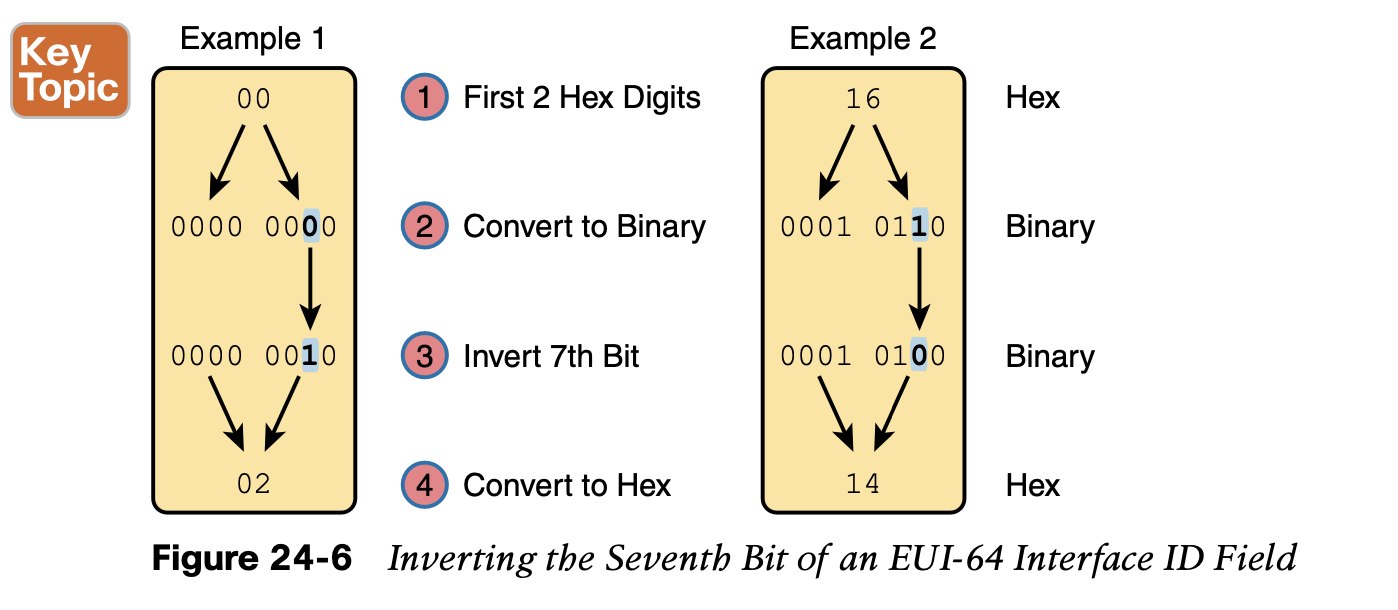 Key
Topic
Example 1
Example 2
00
1 First 2 Hex Digits
16
Hex
0000 0000
2 Convert to Binary
0001 0110
Binary
0000 0010
3 Invert 7th Bit
0001 0100
Binary
02
4 Convert to Hex
14
Hex
Figure 24-6 Inverting the Seventh Bit of an EUI-64 Interface ID Field